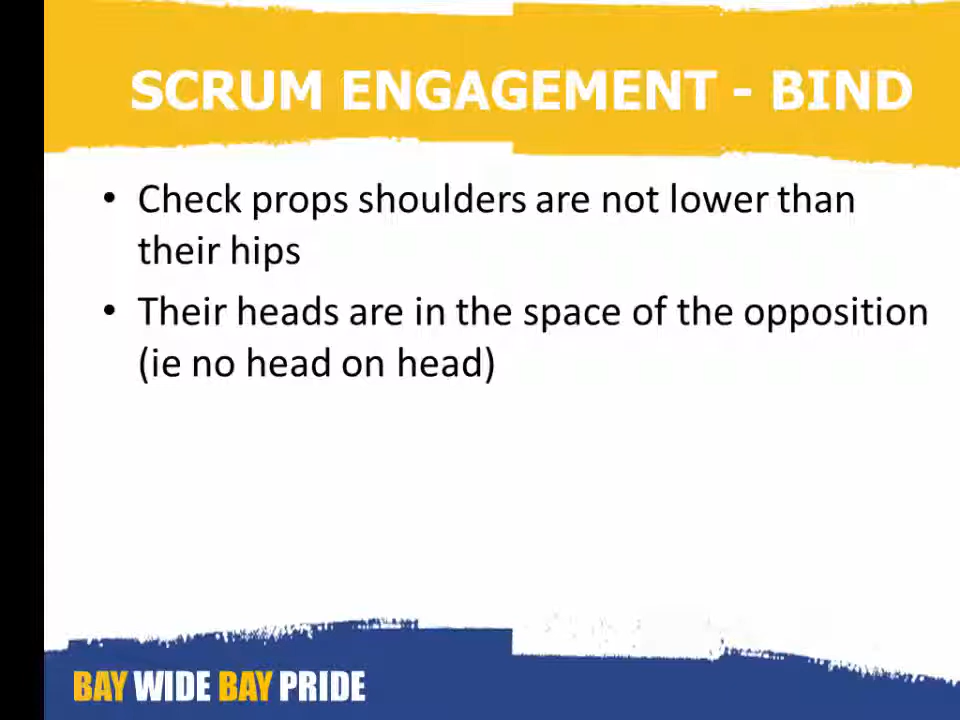 SCRUM ENGAGEMENT - BIND
• Check props shoulders are not lower than
their hips
• Their heads are in the space of the opposition
(ie no head on head)
BAY WIDE BAY PRIDE